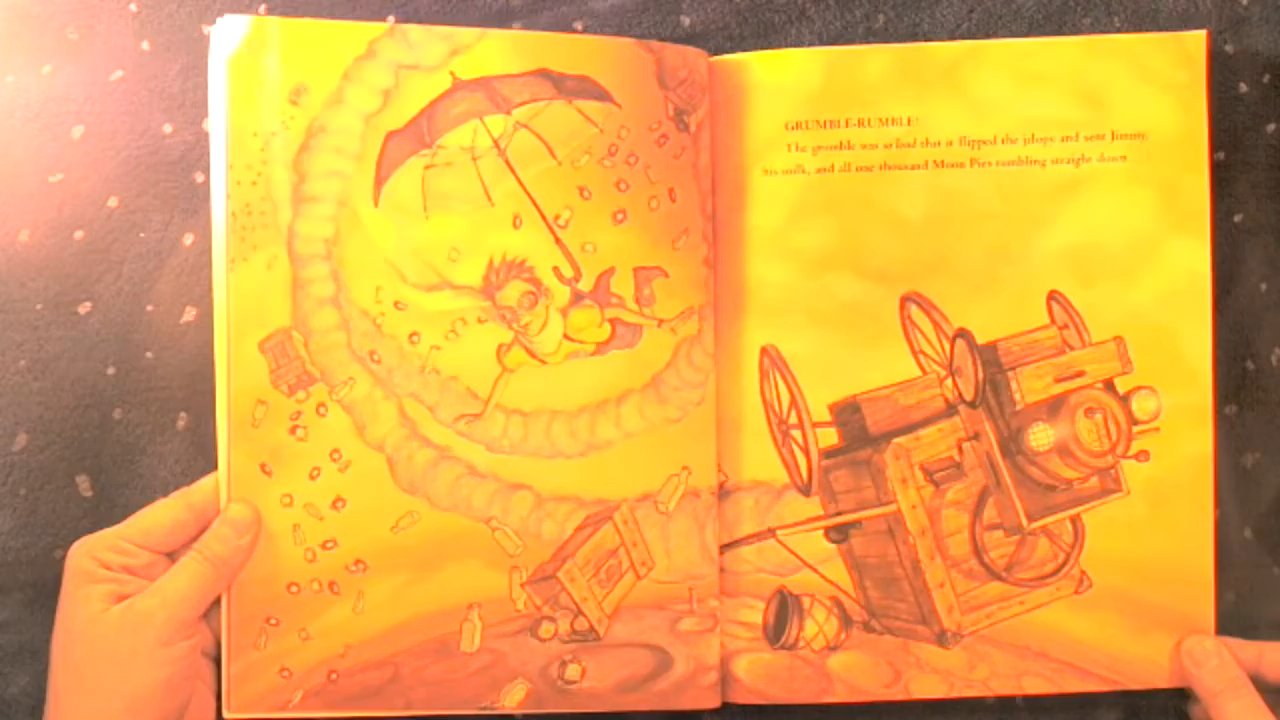 GRUMBLE-RUMBLE!
The grumble was so loud that it flipped the jalopy and sent Jimmy,
his milk, and all one thousand Moon Pies tumbling straight down